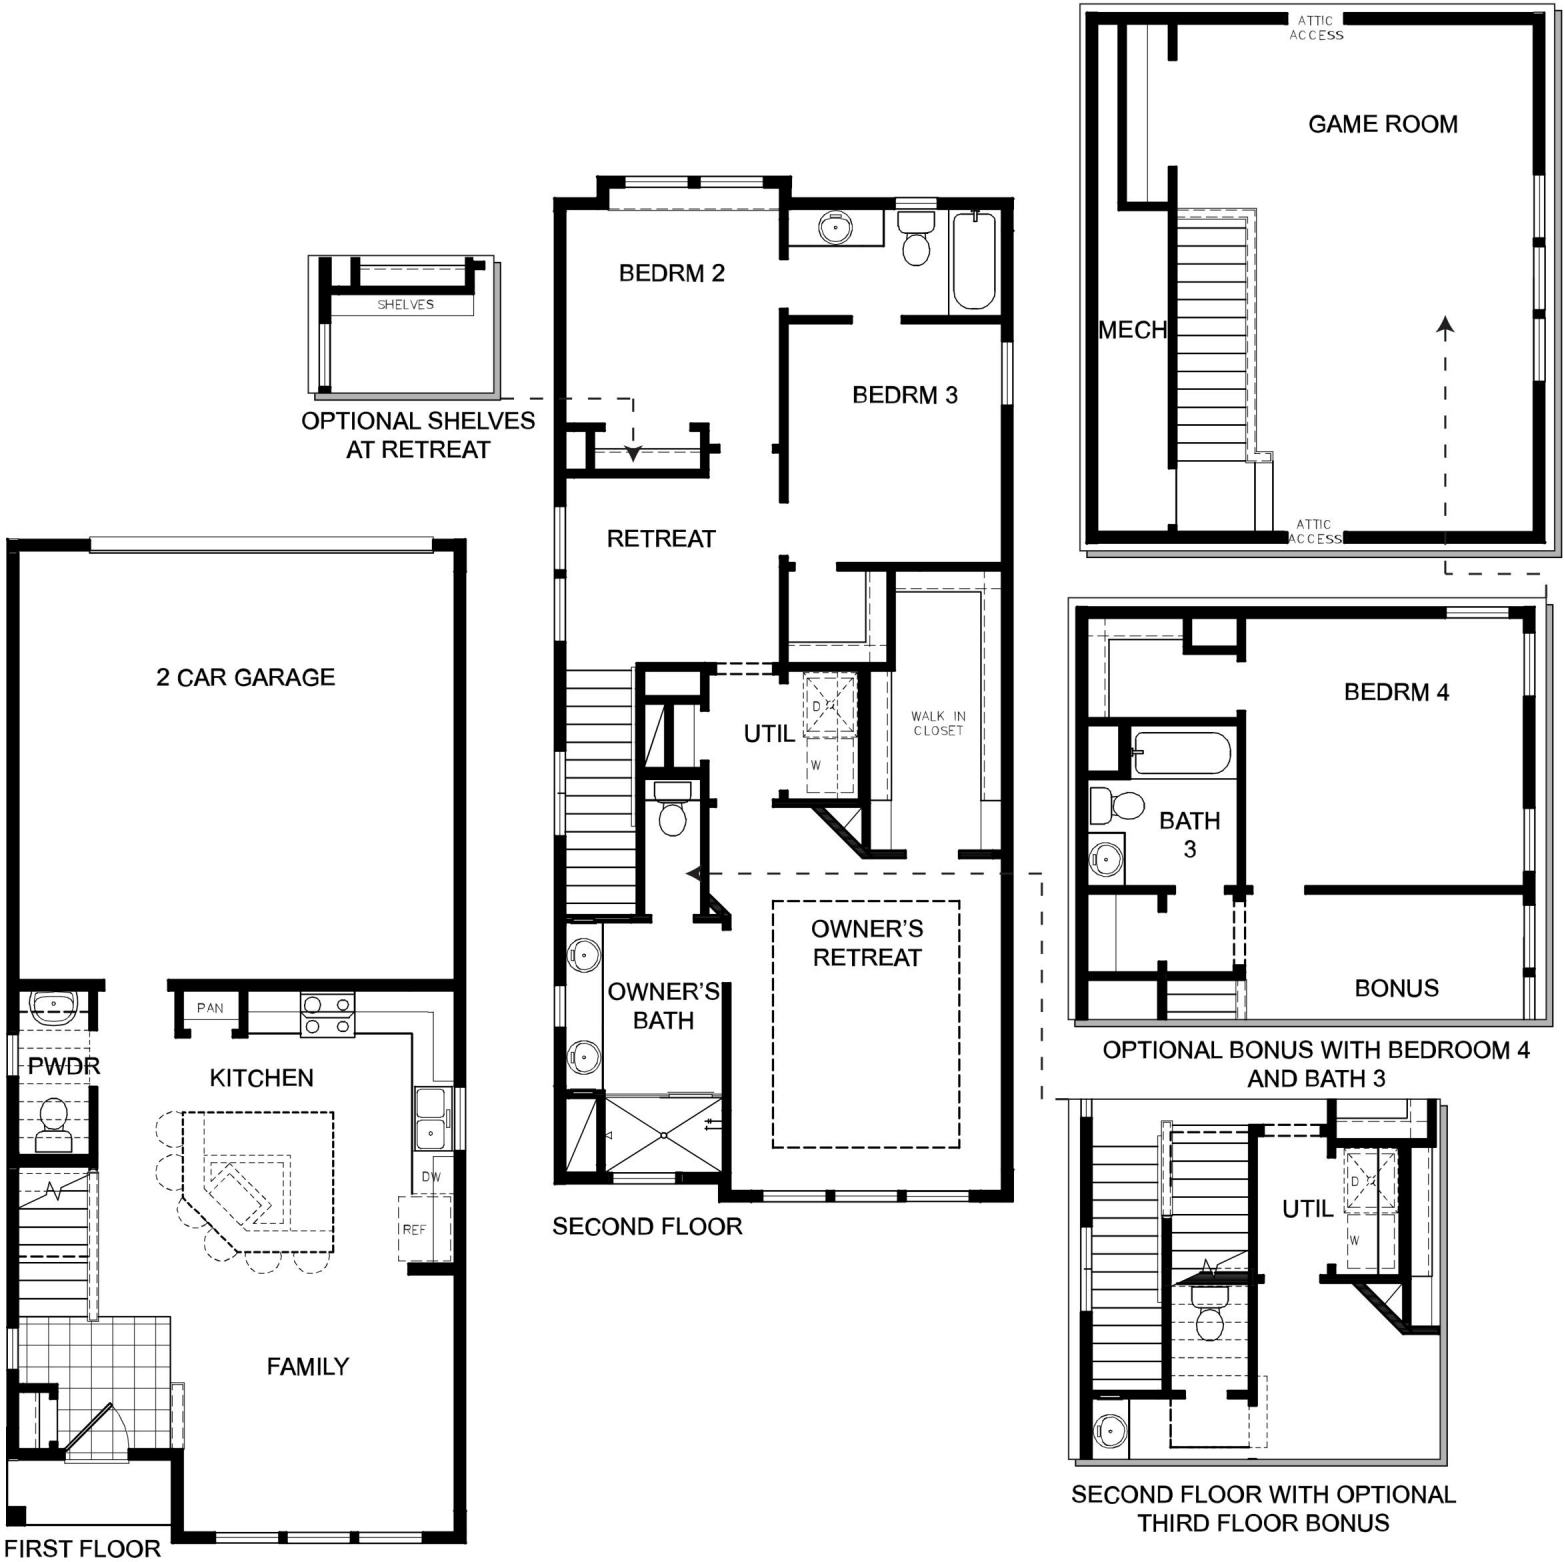 ATTIC
ACCESS
GAME ROOM
MECH
ATTIC
ACCESS
BEDRM 2
SHELVES
OPTIONAL SHELVES
AT RETREAT
BEDRM 3
RETREAT
D
UTIL
W
WALK IN
CLOSET
OWNER'S
RETREAT
OWNER'S
BATH
SECOND FLOOR
2 CAR GARAGE
PAN
PWDR
KITCHEN
DW
REF
FAMILY
FIRST FLOOR
BEDRM 4
BATH
3
BONUS
OPTIONAL BONUS WITH BEDROOM 4
AND BATH 3
D
UTIL
W
SECOND FLOOR WITH OPTIONAL
THIRD FLOOR BONUS